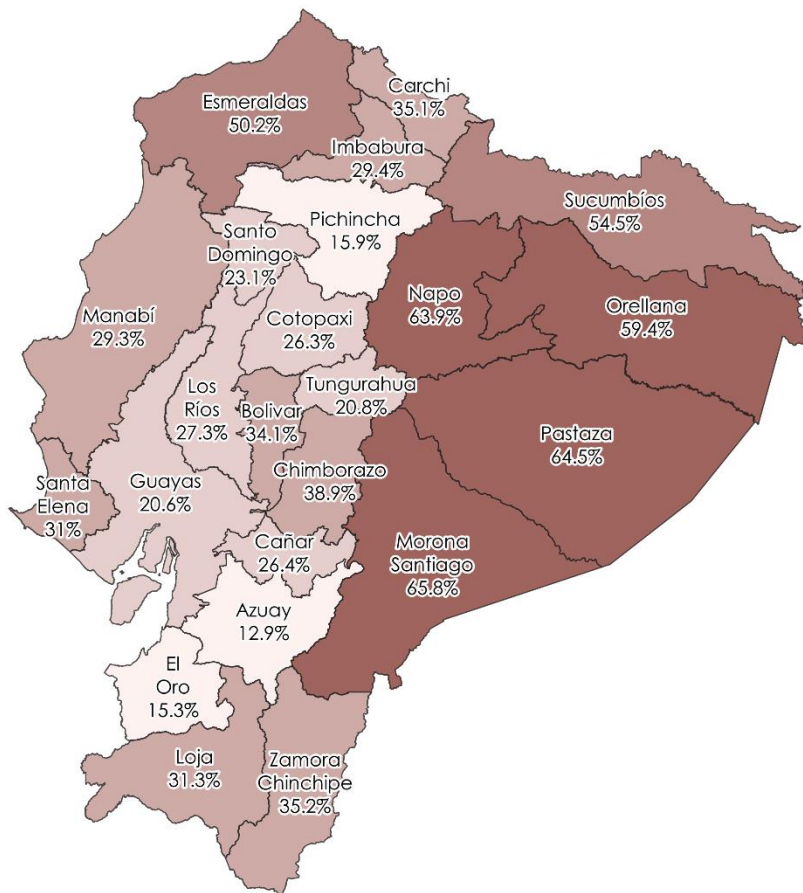 Carchi
35.1%
Esmeraldas
50.2%
Imbabura
29.4%
Sucumbíos
54.5%
Pichincha
15.9%
Santo
Domingo
23.1%
Napo
63.9%
Orellana
59.4%
Manabí
29.3%
Cotopaxi
26.3%
Los
Ríos
27.3%
Bolivar
34.1%
Tungurahua
20.8%
Pastaza
64.5%
Santa
Elena
31%
Guayas
20.6%
Chimborazo
38.9%
Cañar
26.4%
Morona
Santiago
65.8%
Azuay
12.9%
El
Oro
15.3%
Loja
31.3%
Zamora
Chinchipe
35.2%